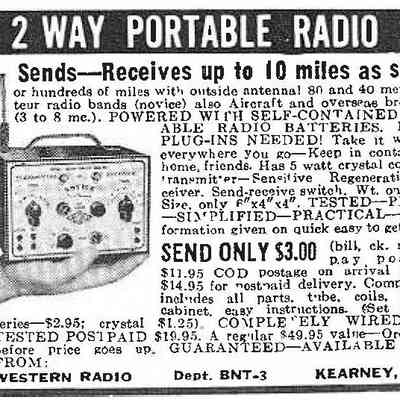 2 WAY PORTABLE RADIO
Sends—Receives up to 10 miles as s
or hundreds of miles with outside antenna! 80 and 40 me
teur radio bands (novice) also Aircraft and overseas br
(3 to 8 mc.). POWERED WITH SELF-CONTAINED
ABLE RADIO BATTERIES.
PLUG-INS NEEDED! Take it w
everywhere you go—Keep in conta
home, friends. Has 5 watt crystal co
transmitter—Sensitive Regenerati
ceiver. Send-receive switch. Wt. on
Size, only 6"x4"x4". TESTED—P
—SIMPLIFIED—PRACTICAL—
formation given on quick easy to get
SEND ONLY $3.00 (bill, ck.
pay po
$11.95 COD postage on arrival
$14.95 for postpaid delivery. Comp
includes all parts, tube, coils,
cabinet, easy instructions. (Set
eries—$2.95; crystal $1.25). COMPLETELY WIRED
TESTED POSTPAID $19.95. A regular $49.95 value—Or
before price goes up. GUARANTEED—AVAILABLE
FROM:
WESTERN RADIO Dept. BNT-3 KEARNEY,